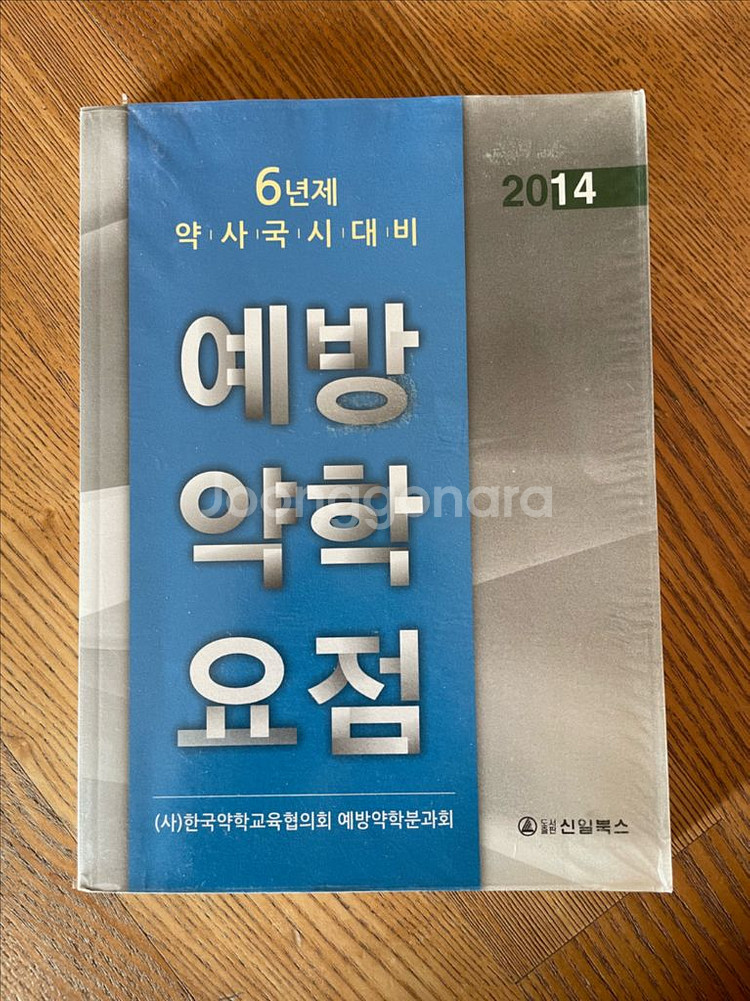 6년제
약사국시대비
2014
예방
약학
요점
Joonggonara
(사)한국약학교육협의회 예방약학분과회
도서출판 신일북스